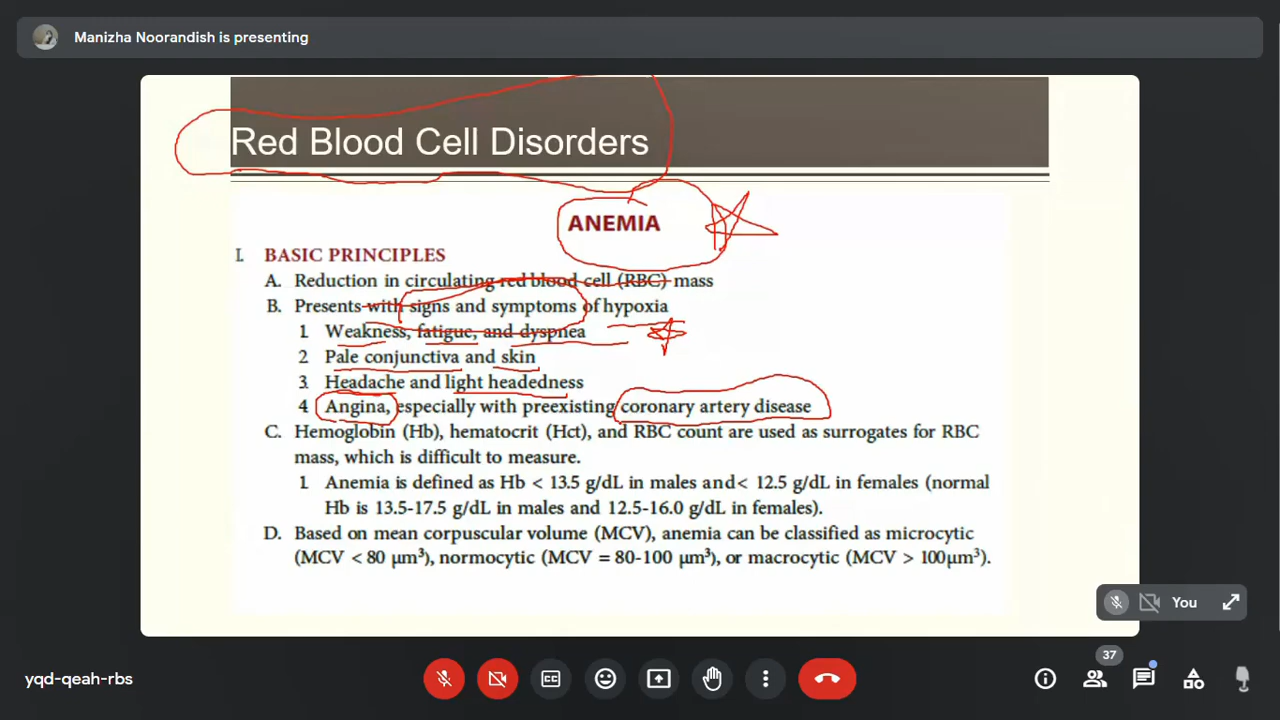 Manizha Noorandish is presenting
Red Blood Cell Disorders
ANEMIA
I. BASIC PRINCIPLES
A. Reduction in circulating red blood cell (RBC) mass
B. Presents with signs and symptoms of hypoxia
1 Weakness, fatigue, and dyspnea
2 Pale conjunctiva and skin
3. Headache and light headedness
4 Angina, especially with preexisting coronary artery disease
C. Hemoglobin (Hb), hematocrit (Hct), and RBC count are used as surrogates for RBC
mass, which is difficult to measure.
1. Anemia is defined as Hb < 13.5 g/dL in males and< 12.5 g/dL in females (normal
Hb is 13.5-17.5 g/dL in males and 12.5-16.0 g/dL in females).
D. Based on mean corpuscular volume (MCV), anemia can be classified as microcytic
(MCV < 80 µm³), normocytic (MCV = 80-100 µm³), or macrocytic (MCV > 100µm³).
You
37
yqd-qeah-rbs
CC